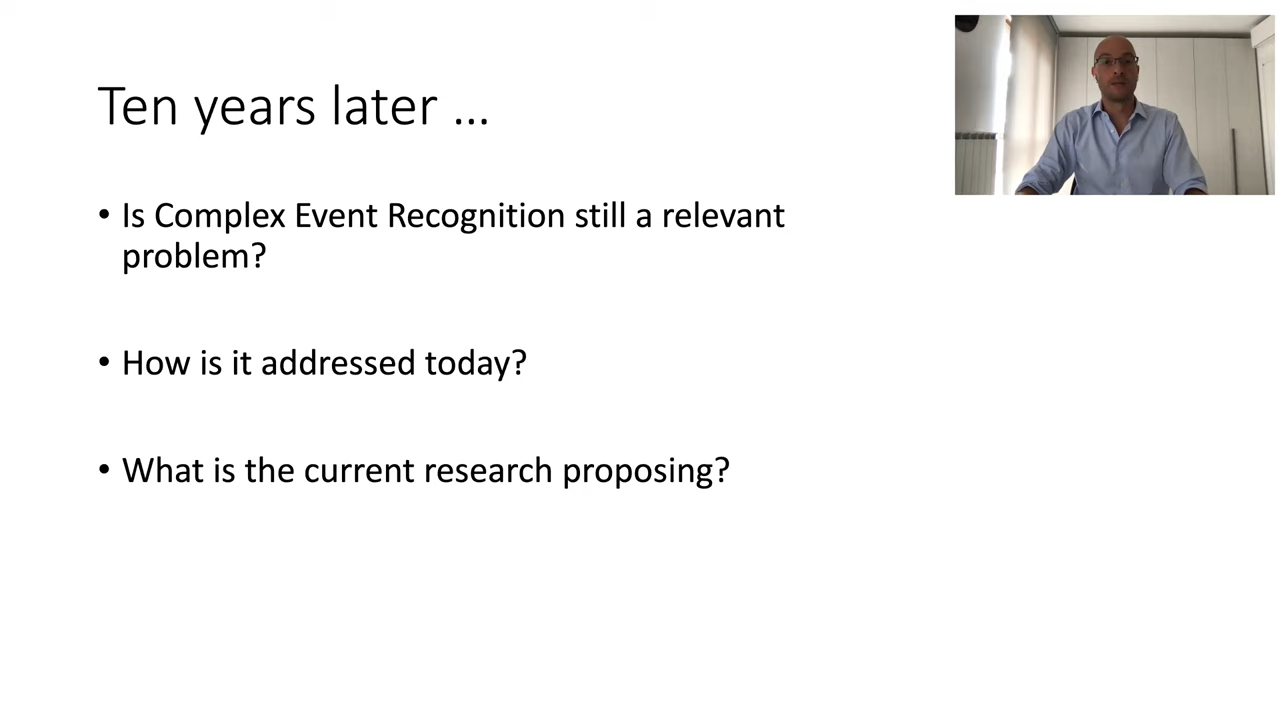 Ten years later …
• Is Complex Event Recognition still a relevant
problem?
• How is it addressed today?
• What is the current research proposing?